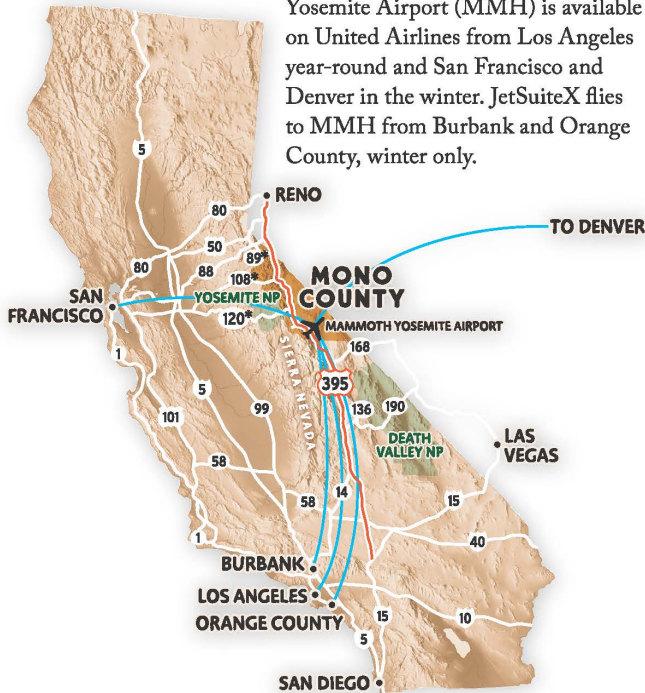 Yosemite Airport (MMH) is available
on United Airlines from Los Angeles
year-round and San Francisco and
Denver in the winter. JetSuiteX flies
to MMH from Burbank and Orange
County, winter only.
5
RENO
80
TO DENVER
50
89*
80
88
108*
MONO
COUNTY
SAN
FRANCISCO
YOSEMITE NP
120*
MAMMOTH YOSEMITE AIRPORT
1
168
SIERRA NEVADA
395
5
99
136
190
101
DEATH
VALLEY NP
LAS
VEGAS
58
58
14
15
1
40
BURBANK
LOS ANGELES
ORANGE COUNTY
15
10
5
SAN DIEGO